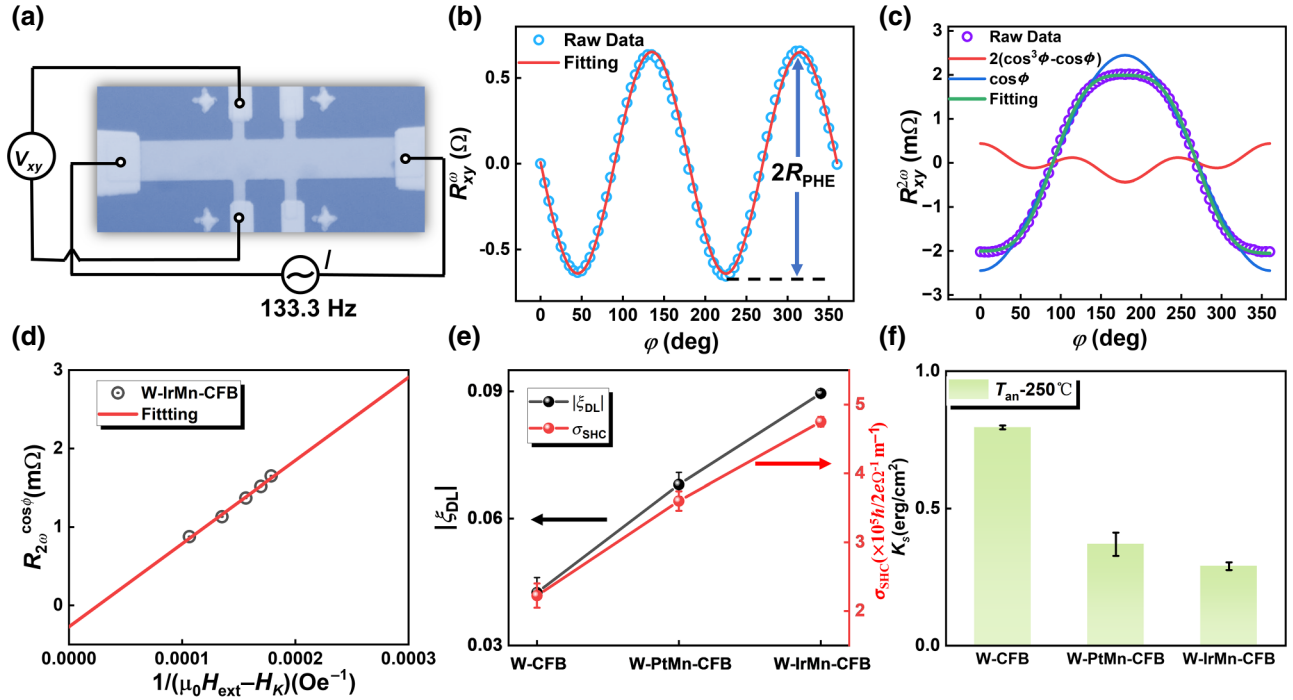 (a)
V_xy
I
133.3 Hz
(b)
Raw Data
Fitting
2R_PHE
R^ω_xy (Ω)
0.5
0.0
-0.5
0 50 100 150 200 250 300 350
φ (deg)
(c)
Raw Data
2(cos³ϕ-cosϕ)
cosϕ
Fitting
R^2ω_xy (mΩ)
3
2
1
0
-1
-2
-3
0 50 100 150 200 250 300 350
φ (deg)
(d)
W-IrMn-CFB
Fittting
R_2ω^cosϕ(mΩ)
3
2
1
0
0.0000 0.0001 0.0002 0.0003
1/(μ₀H_ext–H_K)(Oe⁻¹)
(e)
|ξ_DL|
σ_SHC
|ξ_DL|
0.09
0.06
0.03
5
4
3
2
σ_SHC(×10⁵ħ/2eΩ⁻¹ m⁻¹)
W-CFB W-PtMn-CFB W-IrMn-CFB
(f)
T_an-250℃
K_s(erg/cm²)
1.0
0.5
0.0
W-CFB W-PtMn-CFB W-IrMn-CFB